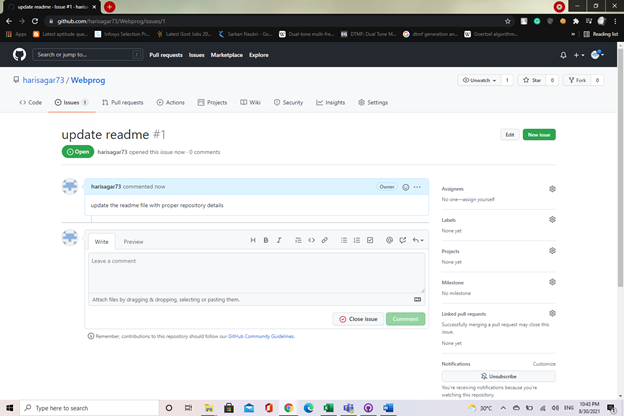 update readme · Issue #1 · haris
github.com/harisagar73/Webprog/issues/1
Apps
Latest aptitude que...
Infosys Selection Pr...
Latest Govt Jobs 20...
Sarkari Naukri - Go...
Dual-tone multi-fre...
DTMF: Dual Tone M...
dtmf generation an...
Goertzel algorithm...
»
Reading list
Search or jump to...
/
Pull requests
Issues
Marketplace
Explore
harisagar73 / Webprog
Unwatch
1
Star
0
Fork
0
Code
Issues 1
Pull requests
Actions
Projects
Wiki
Security
Insights
Settings
update readme #1
Edit
New issue
Open
harisagar73 opened this issue now · 0 comments
harisagar73 commented now
Owner
update the readme file with proper repository details
Write
Preview
H B I
Leave a comment
Attach files by dragging & dropping, selecting or pasting them.
Close issue
Comment
Remember, contributions to this repository should follow our GitHub Community Guidelines.
Assignees
No one—assign yourself
Labels
None yet
Projects
None yet
Milestone
No milestone
Linked pull requests
Successfully merging a pull request may close this
issue.
None yet
Notifications
Customize
Unsubscribe
You're receiving notifications because you're
watching this repository.
Type here to search
30°C
ENG
10:43 PM
8/30/2021